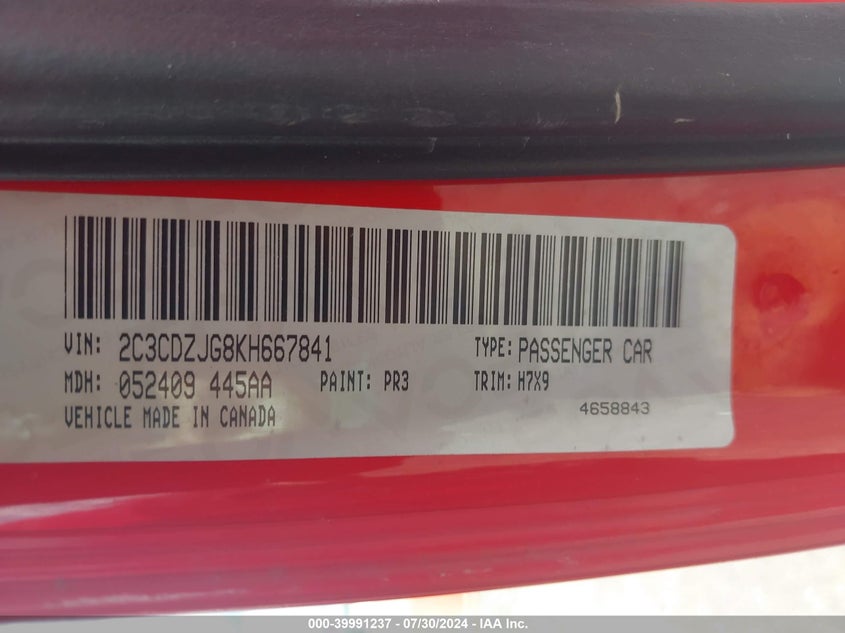 VIN: 2C3CDZJG8KH667841 TYPE: PASSENGER CAR
MDH: 052409 445AA PAINT: PR3 TRIM: H7X9
VEHICLE MADE IN CANADA 4658843
000-39991237 - 07/30/2024 - IAA Inc.